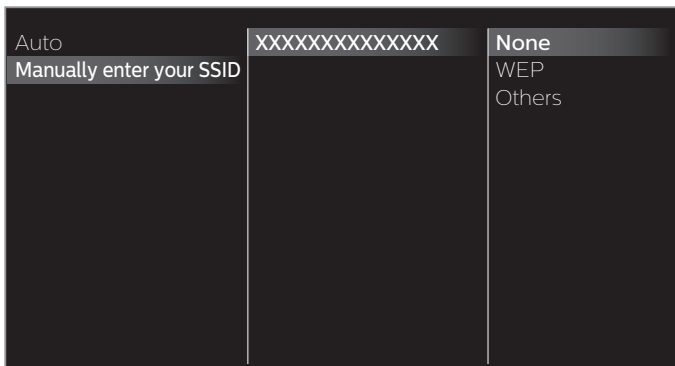 Auto
Manually enter your SSID
XXXXXXXXXXXXXX
None
WEP
Others